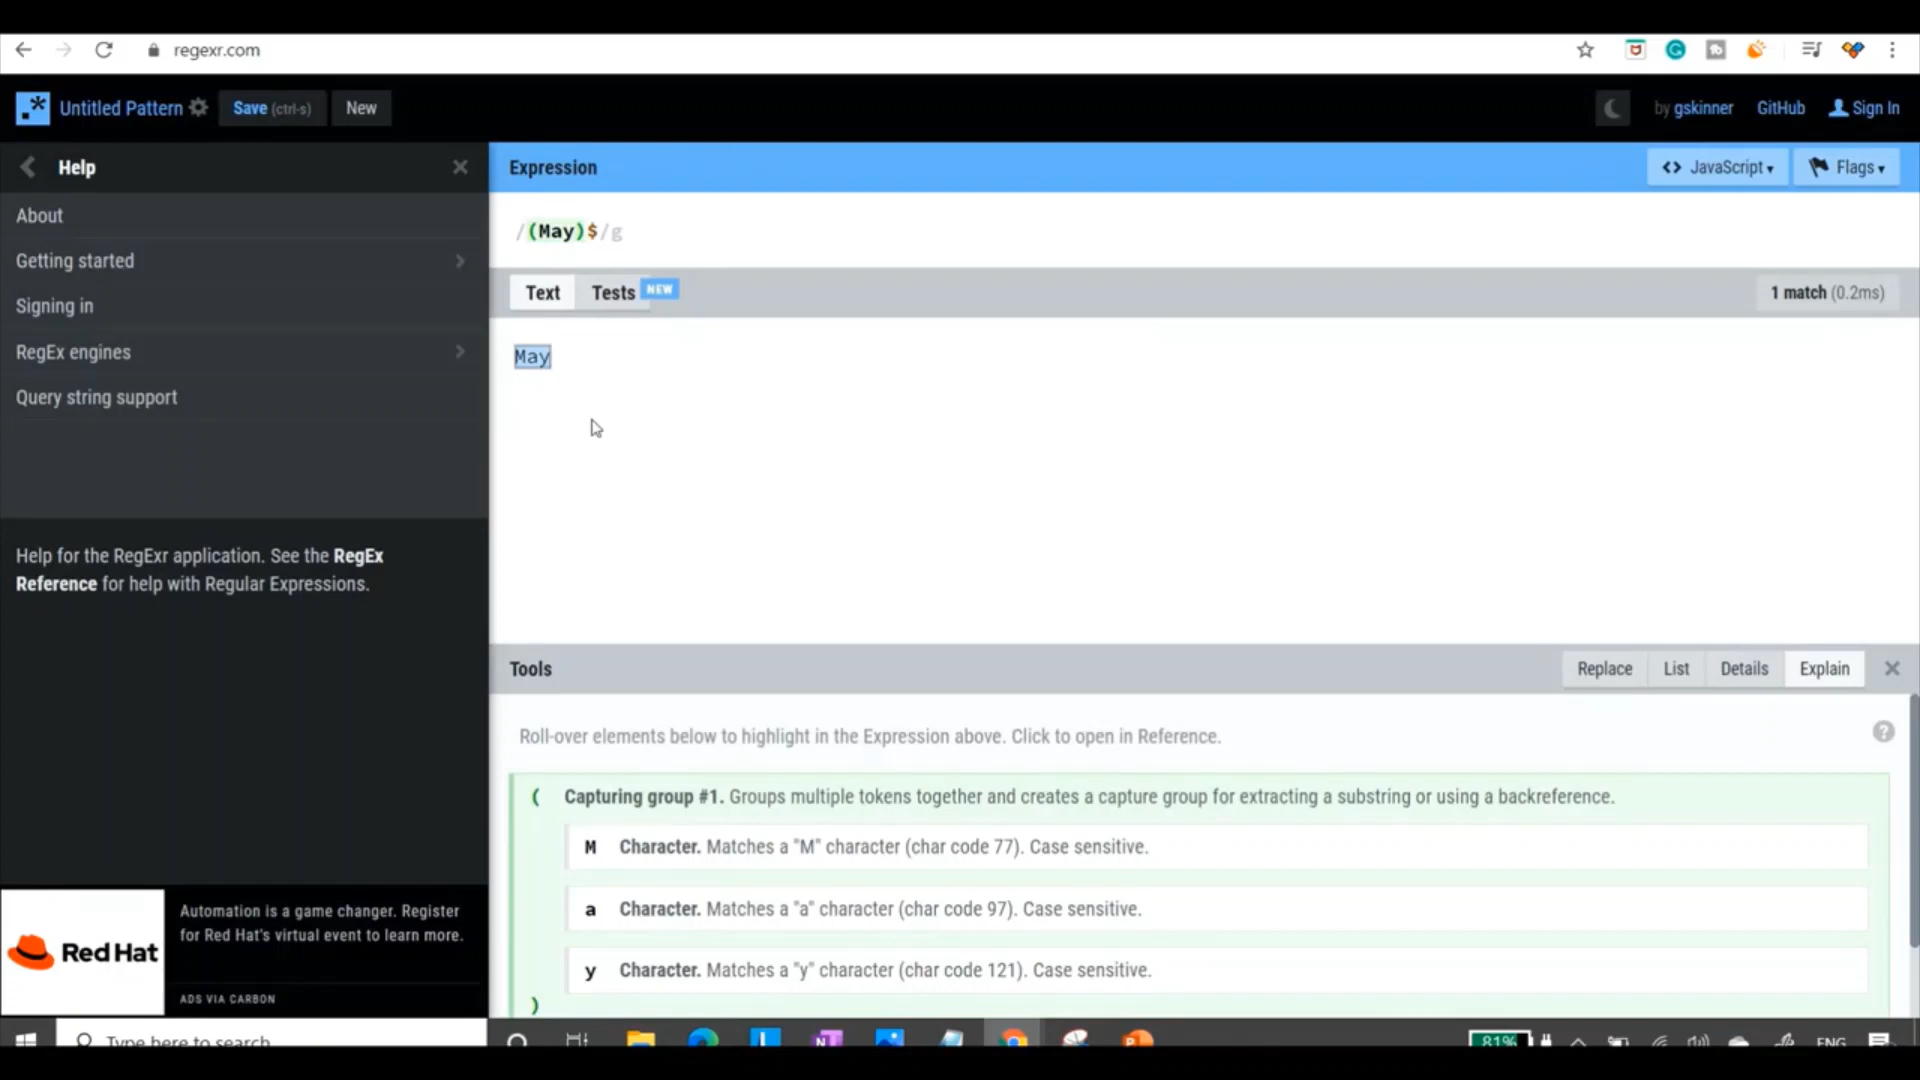 regexr.com
Untitled Pattern
Save (ctrl-s)
New
by gskinner
GitHub
Sign In
Help
About
Getting started
Signing in
RegEx engines
Query string support
Help for the RegExr application. See the RegEx
Reference for help with Regular Expressions.
Red Hat
Automation is a game changer. Register
for Red Hat's virtual event to learn more.
ADS VIA CARBON
Expression
<> JavaScript
Flags
/(May)$/g
Text
Tests
NEW
1 match (0.2ms)
May
Tools
Replace
List
Details
Explain
Roll-over elements below to highlight in the Expression above. Click to open in Reference.
?
( Capturing group #1. Groups multiple tokens together and creates a capture group for extracting a substring or using a backreference.
M Character. Matches a "M" character (char code 77). Case sensitive.
a Character. Matches a "a" character (char code 97). Case sensitive.
y Character. Matches a "y" character (char code 121). Case sensitive.
)
Type here to search
81%
ENG